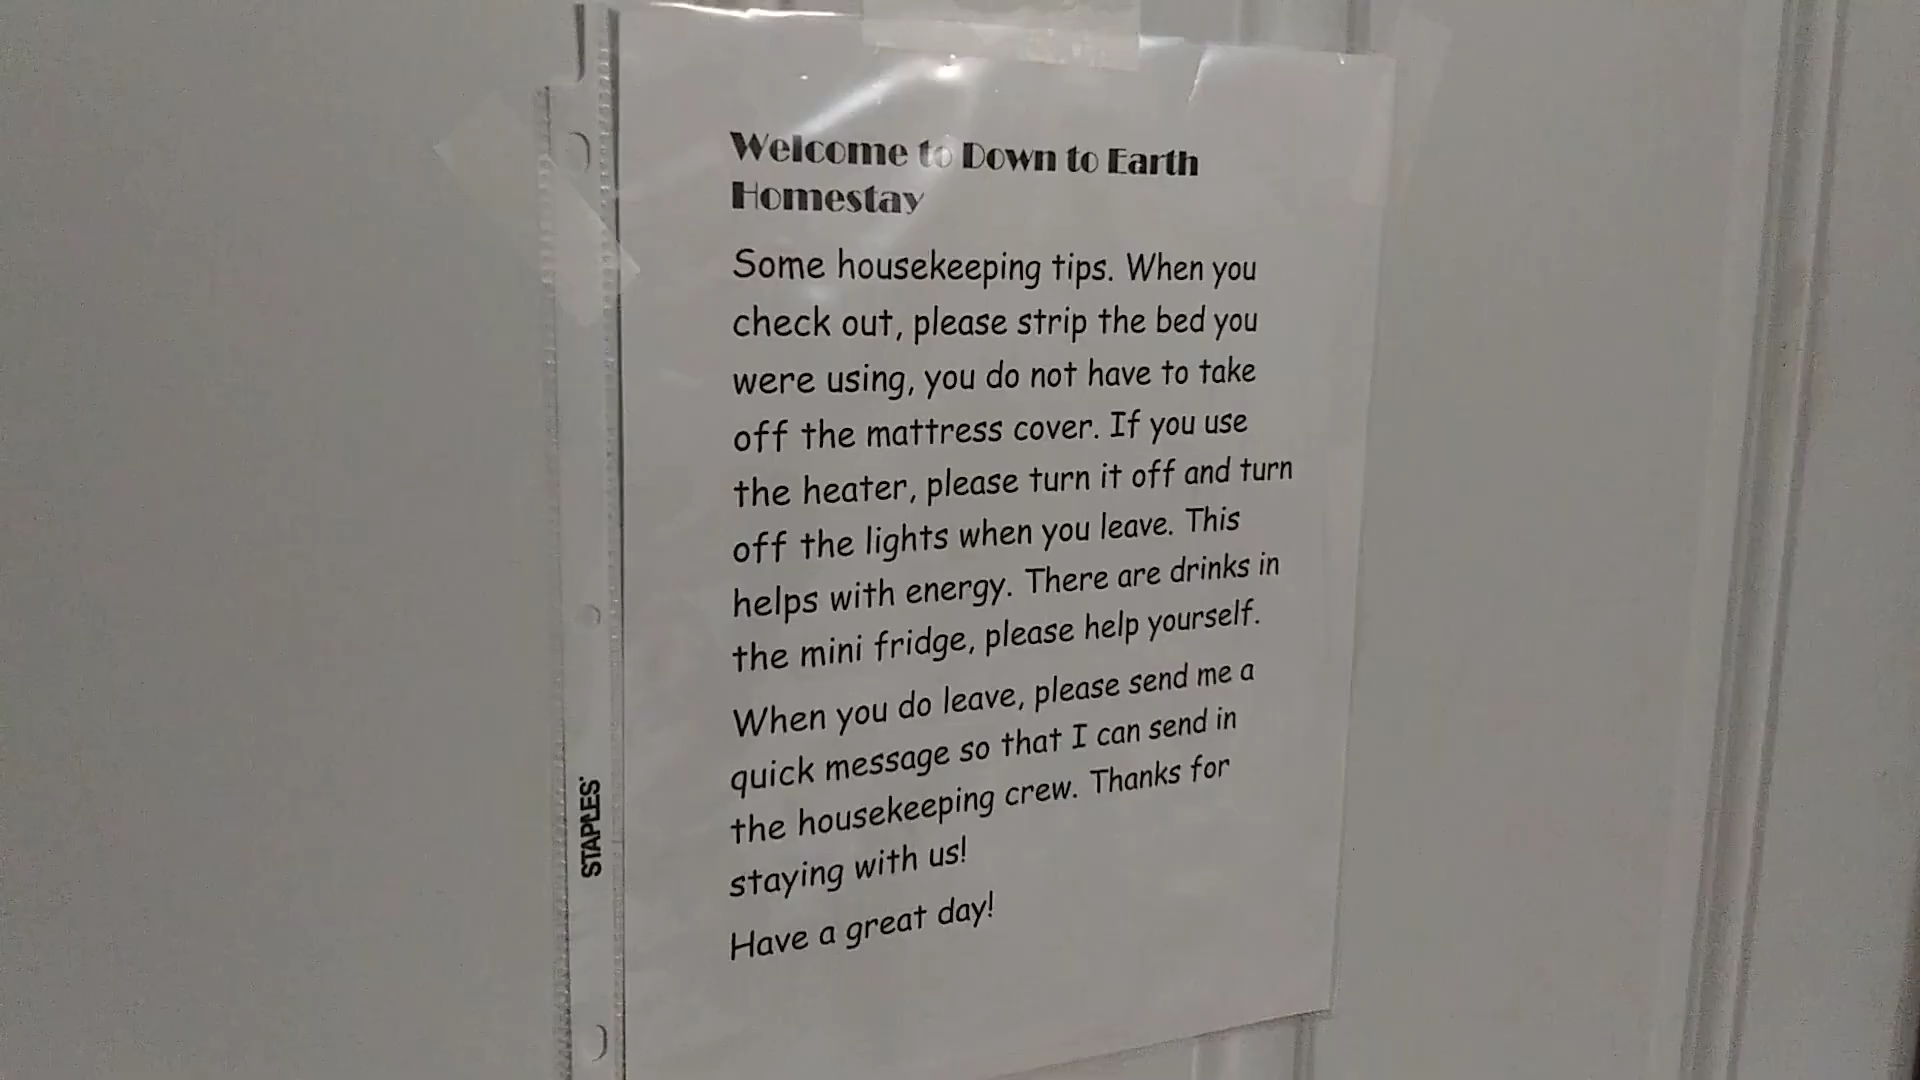 Welcome to Down to Earth
Homestay
Some housekeeping tips. When you
check out, please strip the bed you
were using, you do not have to take
off the mattress cover. If you use
the heater, please turn it off and turn
off the lights when you leave. This
helps with energy. There are drinks in
the mini fridge, please help yourself.
When you do leave, please send me a
quick message so that I can send in
the housekeeping crew. Thanks for
staying with us!
Have a great day!
STAPLES